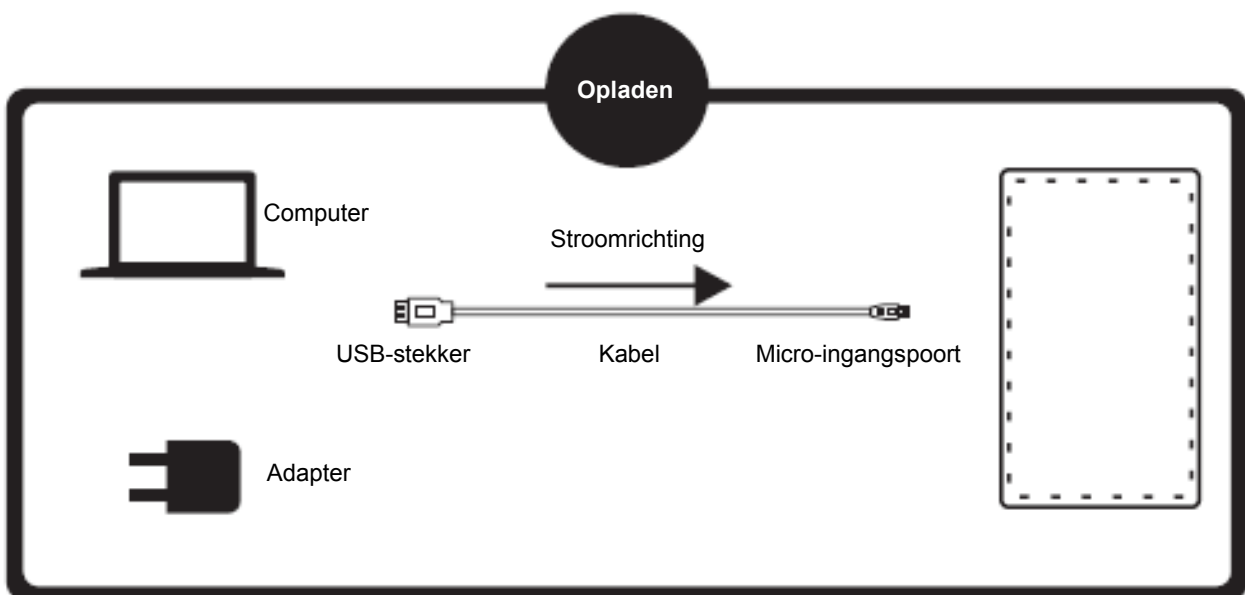 Opladen
Computer
Stroomrichting
USB-stekker
Kabel
Micro-ingangspoort
Adapter